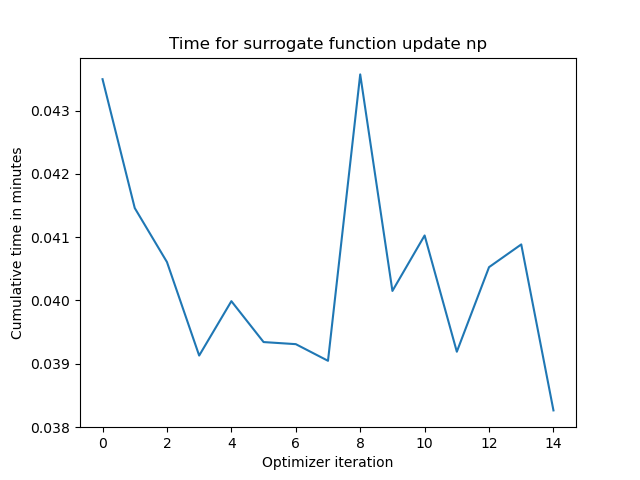 Time for surrogate function update np
Cumulative time in minutes
0.043
0.042
0.041
0.040
0.039
0.038
0 2 4 6 8 10 12 14
Optimizer iteration